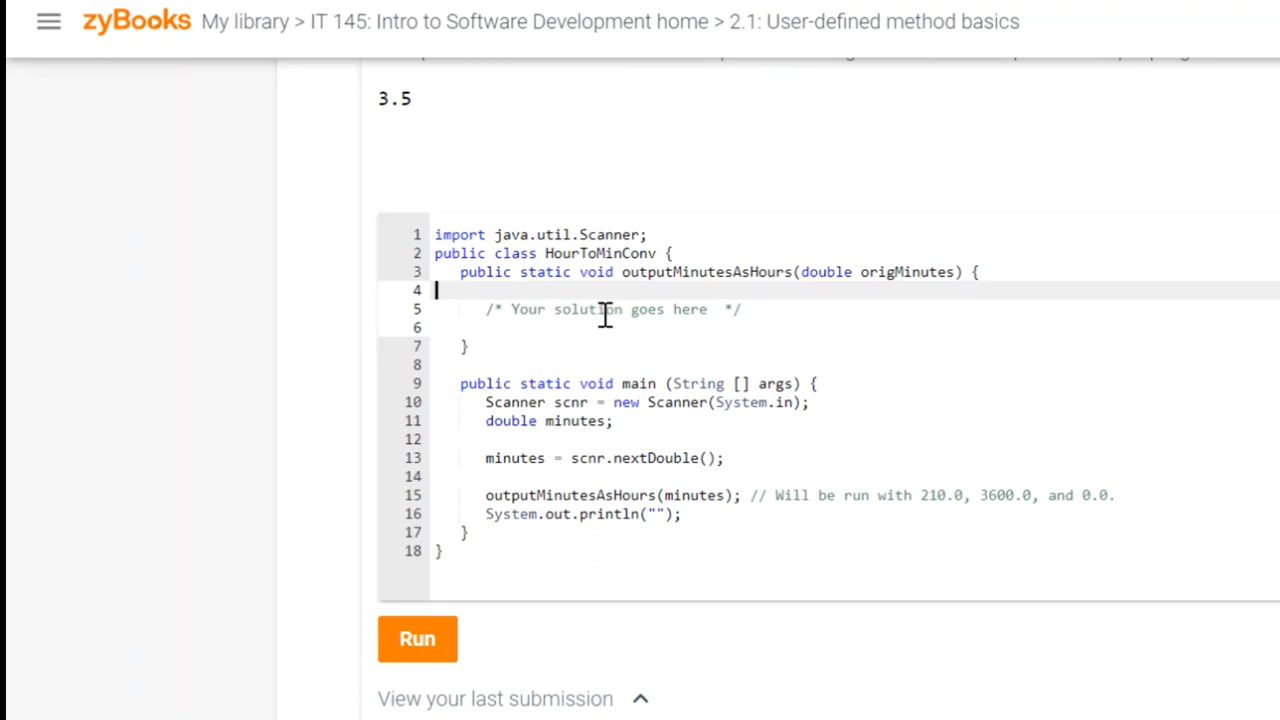 zyBooks My library > IT 145: Intro to Software Development home > 2.1: User-defined method basics
3.5
1 import java.util.Scanner;
2 public class HourToMinConv {
3 public static void outputMinutesAsHours(double origMinutes) {
4
5 /* Your solution goes here */
6
7 }
8
9 public static void main (String [] args) {
10 Scanner scnr = new Scanner(System.in);
11 double minutes;
12
13 minutes = scnr.nextDouble();
14
15 outputMinutesAsHours(minutes); // Will be run with 210.0, 3600.0, and 0.0.
16 System.out.println("");
17 }
18 }
Run
View your last submission